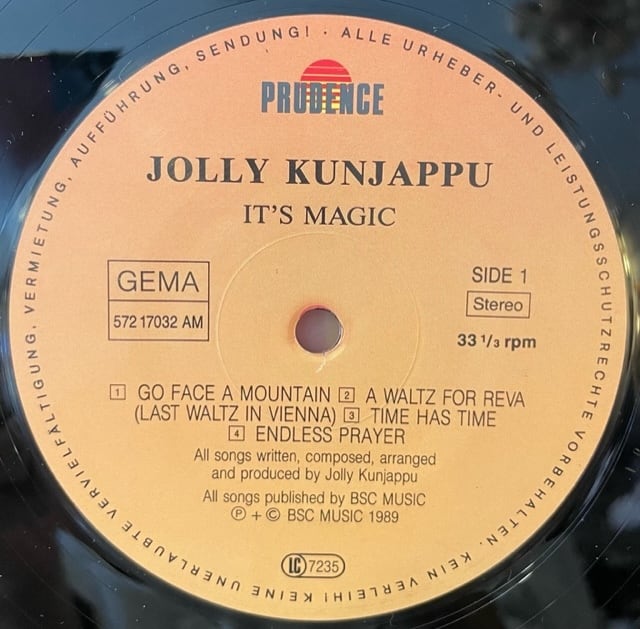 PRUDENCE
JOLLY KUNJAPPU
IT'S MAGIC
GEMA
572 17032 AM
SIDE 1
Stereo
33 1/3 rpm
1 GO FACE A MOUNTAIN 2 A WALTZ FOR REVA
(LAST WALTZ IN VIENNA) 3 TIME HAS TIME
4 ENDLESS PRAYER
All songs written, composed, arranged
and produced by Jolly Kunjappu
All songs published by BSC MUSIC
Ⓟ + © BSC MUSIC 1989
LC 7235
ALLE URHEBER- UND LEISTUNGSSCHUTZRECHTE VORBEHALTEN. KEIN VERLEIH! KEINE UNERLAUBTE VERVIELFÄLTIGUNG, VERMIETUNG, AUFFÜHRUNG, SENDUNG! ·